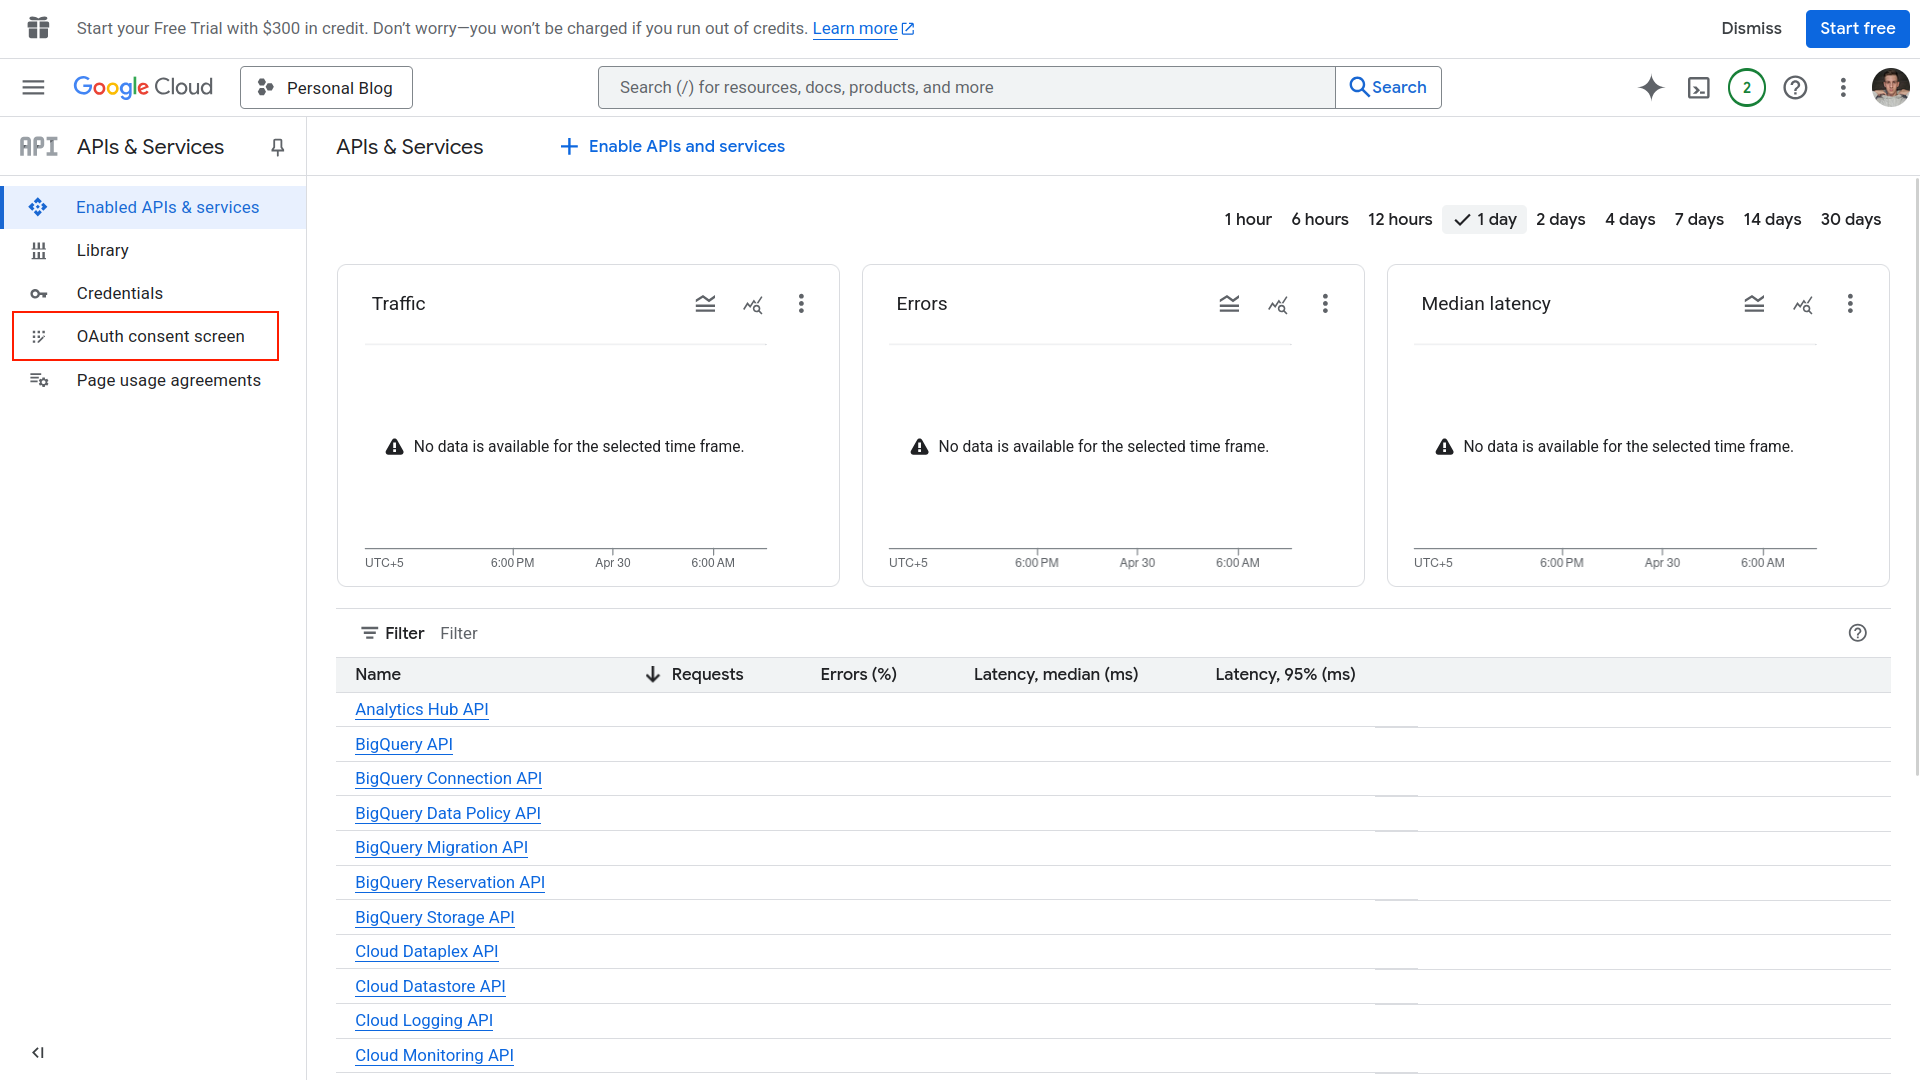 Start your Free Trial with $300 in credit. Don’t worry—you won’t be charged if you run out of credits. Learn more
Dismiss
Start free
Google Cloud
Personal Blog
Search (/) for resources, docs, products, and more
Search
2
API
APIs & Services
APIs & Services
Enable APIs and services
Enabled APIs & services
Library
Credentials
OAuth consent screen
Page usage agreements
1 hour 6 hours 12 hours 1 day 2 days 4 days 7 days 14 days 30 days
Traffic
No data is available for the selected time frame.
UTC+5 6:00 PM Apr 30 6:00 AM
Errors
No data is available for the selected time frame.
UTC+5 6:00 PM Apr 30 6:00 AM
Median latency
No data is available for the selected time frame.
UTC+5 6:00 PM Apr 30 6:00 AM
Filter Filter
Name Requests Errors (%) Latency, median (ms) Latency, 95% (ms)
Analytics Hub API
BigQuery API
BigQuery Connection API
BigQuery Data Policy API
BigQuery Migration API
BigQuery Reservation API
BigQuery Storage API
Cloud Dataplex API
Cloud Datastore API
Cloud Logging API
Cloud Monitoring API